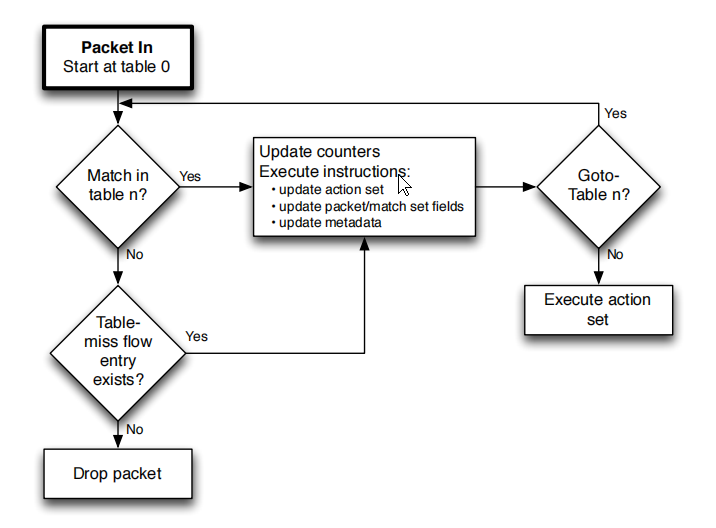 Packet In
Start at table 0
Yes
Match in
table n?
Yes
Update counters
Execute instructions:
• update action set
• update packet/match set fields
• update metadata
Goto-
Table n?
No
No
Execute action
set
Table-
miss flow
entry
exists?
Yes
No
Drop packet